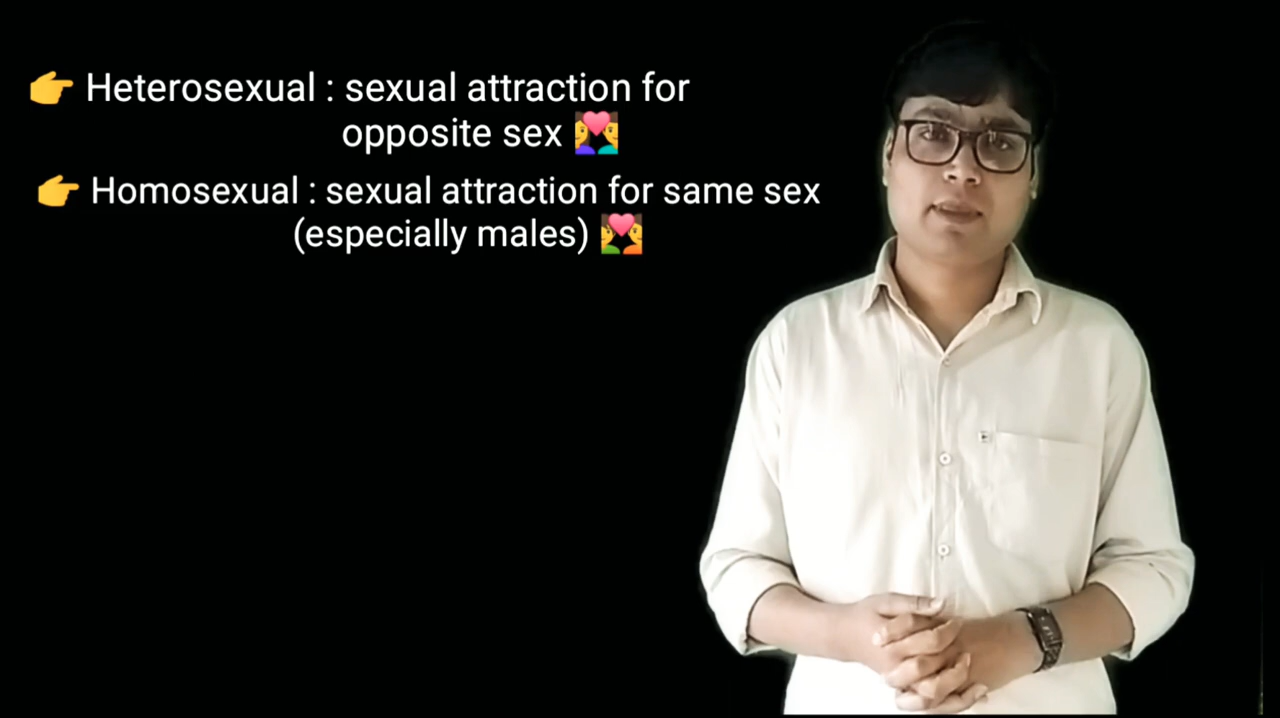 👉 Heterosexual : sexual attraction for
opposite sex 👩‍❤️‍👨
👉 Homosexual : sexual attraction for same sex
(especially males) 💑